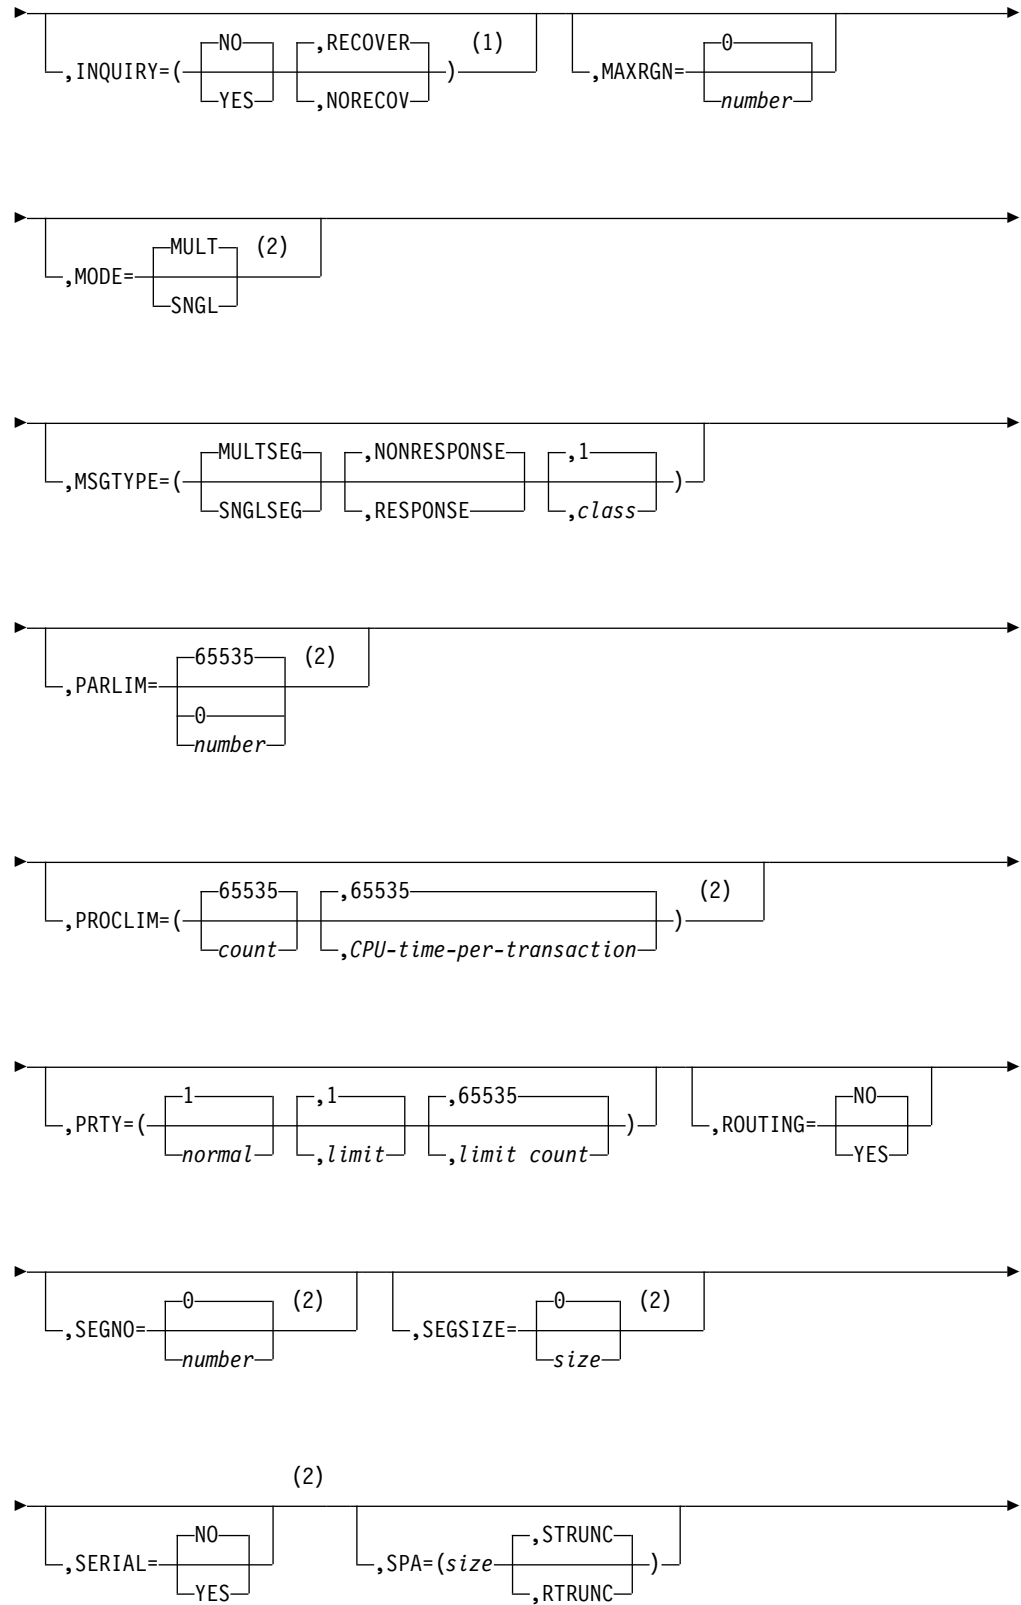 NO ,RECOVER (1) 0
,INQUIRY=( ) ,MAXRGN=
YES ,NORECOV number
MULT (2)
,MODE=
SNGL
MULTSEG ,NONRESPONSE ,1
,MSGTYPE=( )
SNGLSEG ,RESPONSE ,class
65535 (2)
,PARLIM=
0
number
65535 ,65535 (2)
,PROCLIM=( )
count ,CPU-time-per-transaction
1 ,1 ,65535 NO
,PRTY=( ) ,ROUTING=
normal ,limit ,limit count YES
0 (2) 0 (2)
,SEGNO= ,SEGSIZE=
number size
(2)
NO ,STRUNC
,SERIAL= ,SPA=(size )
YES ,RTRUNC